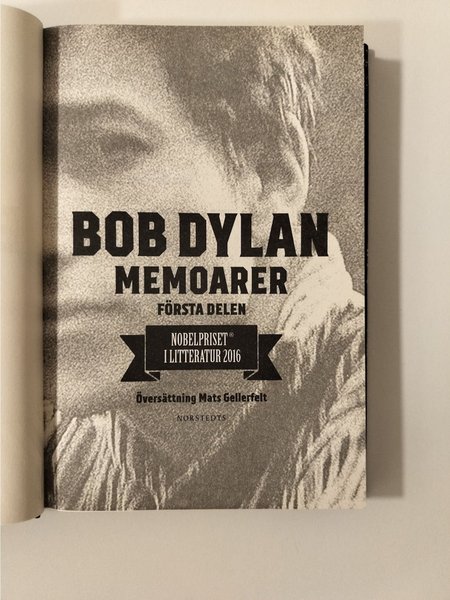 BOB DYLAN
MEMOARER
FÖRSTA DELEN
NOBELPRISET®
I LITTERATUR 2016
Översättning Mats Gellerfelt
NORSTEDTS